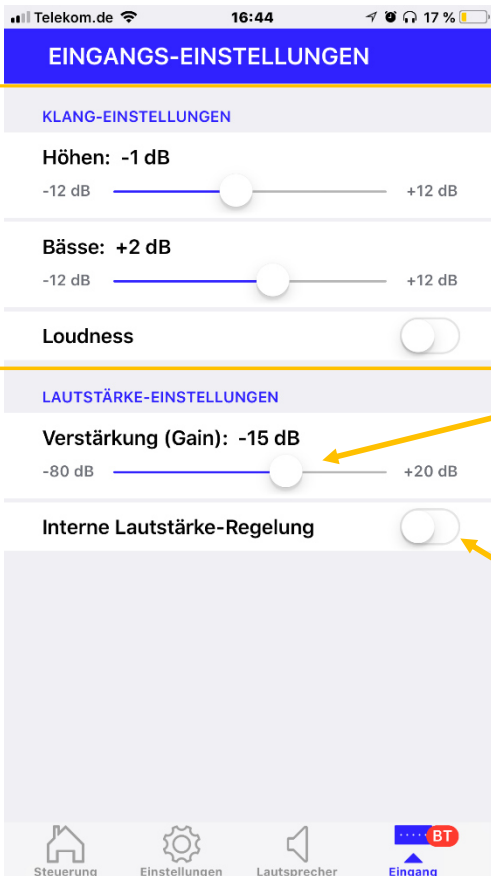 Telekom.de 16:44 17 %
EINGANGS-EINSTELLUNGEN
KLANG-EINSTELLUNGEN
Höhen: -1 dB
-12 dB +12 dB
Bässe: +2 dB
-12 dB +12 dB
Loudness
LAUTSTÄRKE-EINSTELLUNGEN
Verstärkung (Gain): -15 dB
-80 dB +20 dB
Interne Lautstärke-Regelung
BT
Steuerung Einstellungen Lautsprecher Eingang